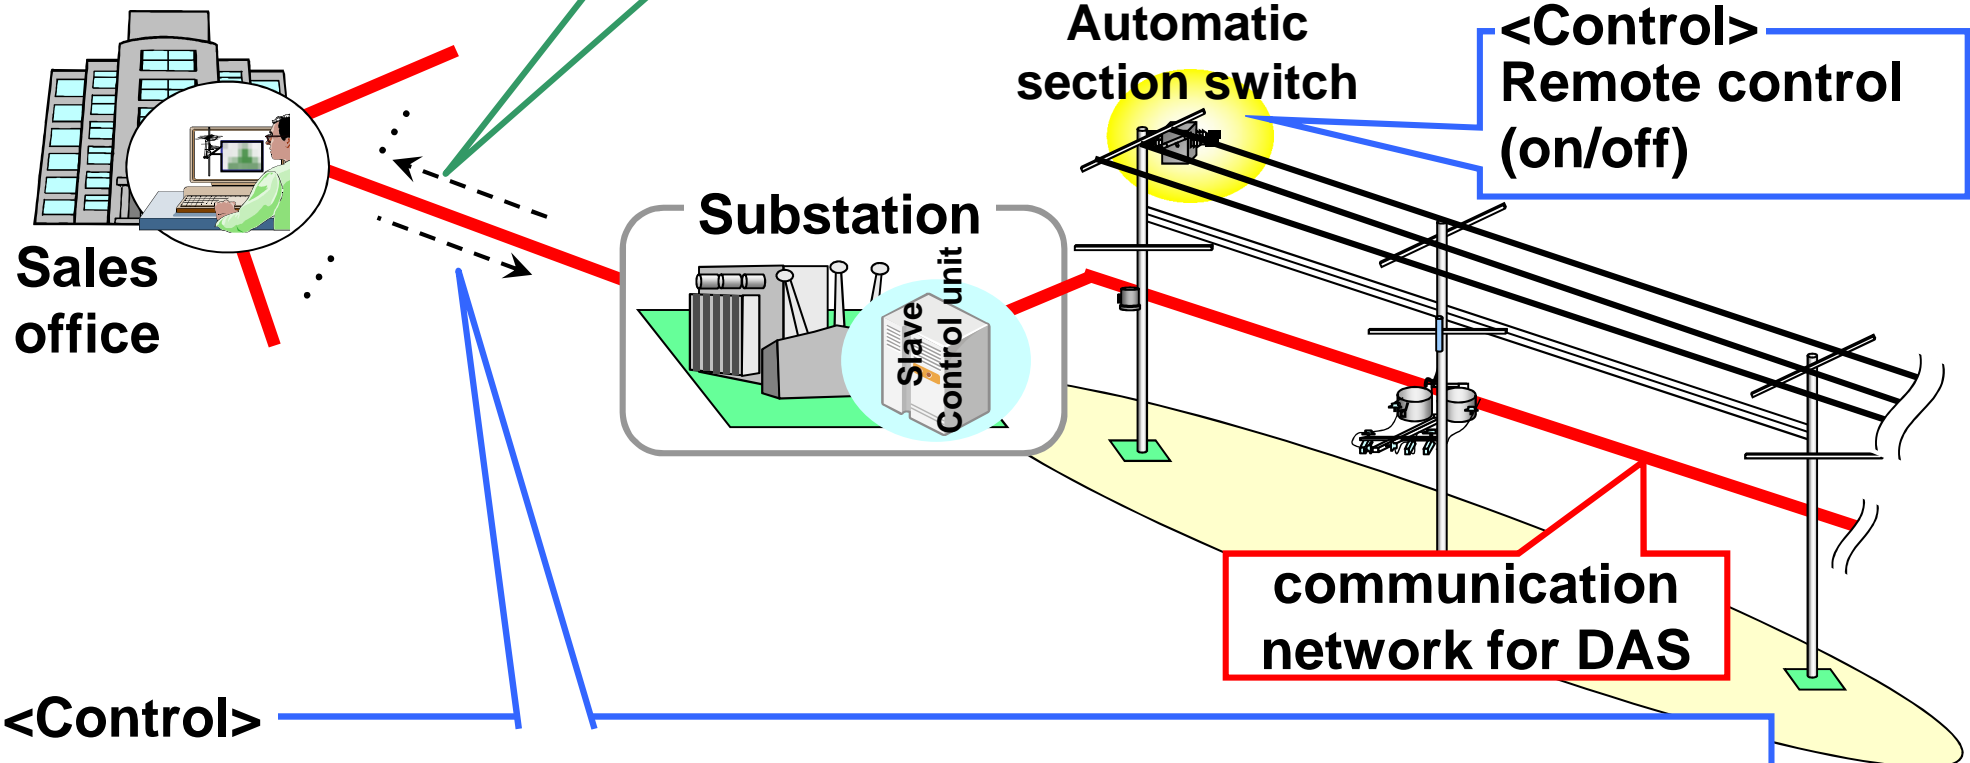 Automatic
section switch
<Control>
Remote control
(on/off)
Substation
Sales
office
Slave
Control unit
communication
network for DAS
<Control>